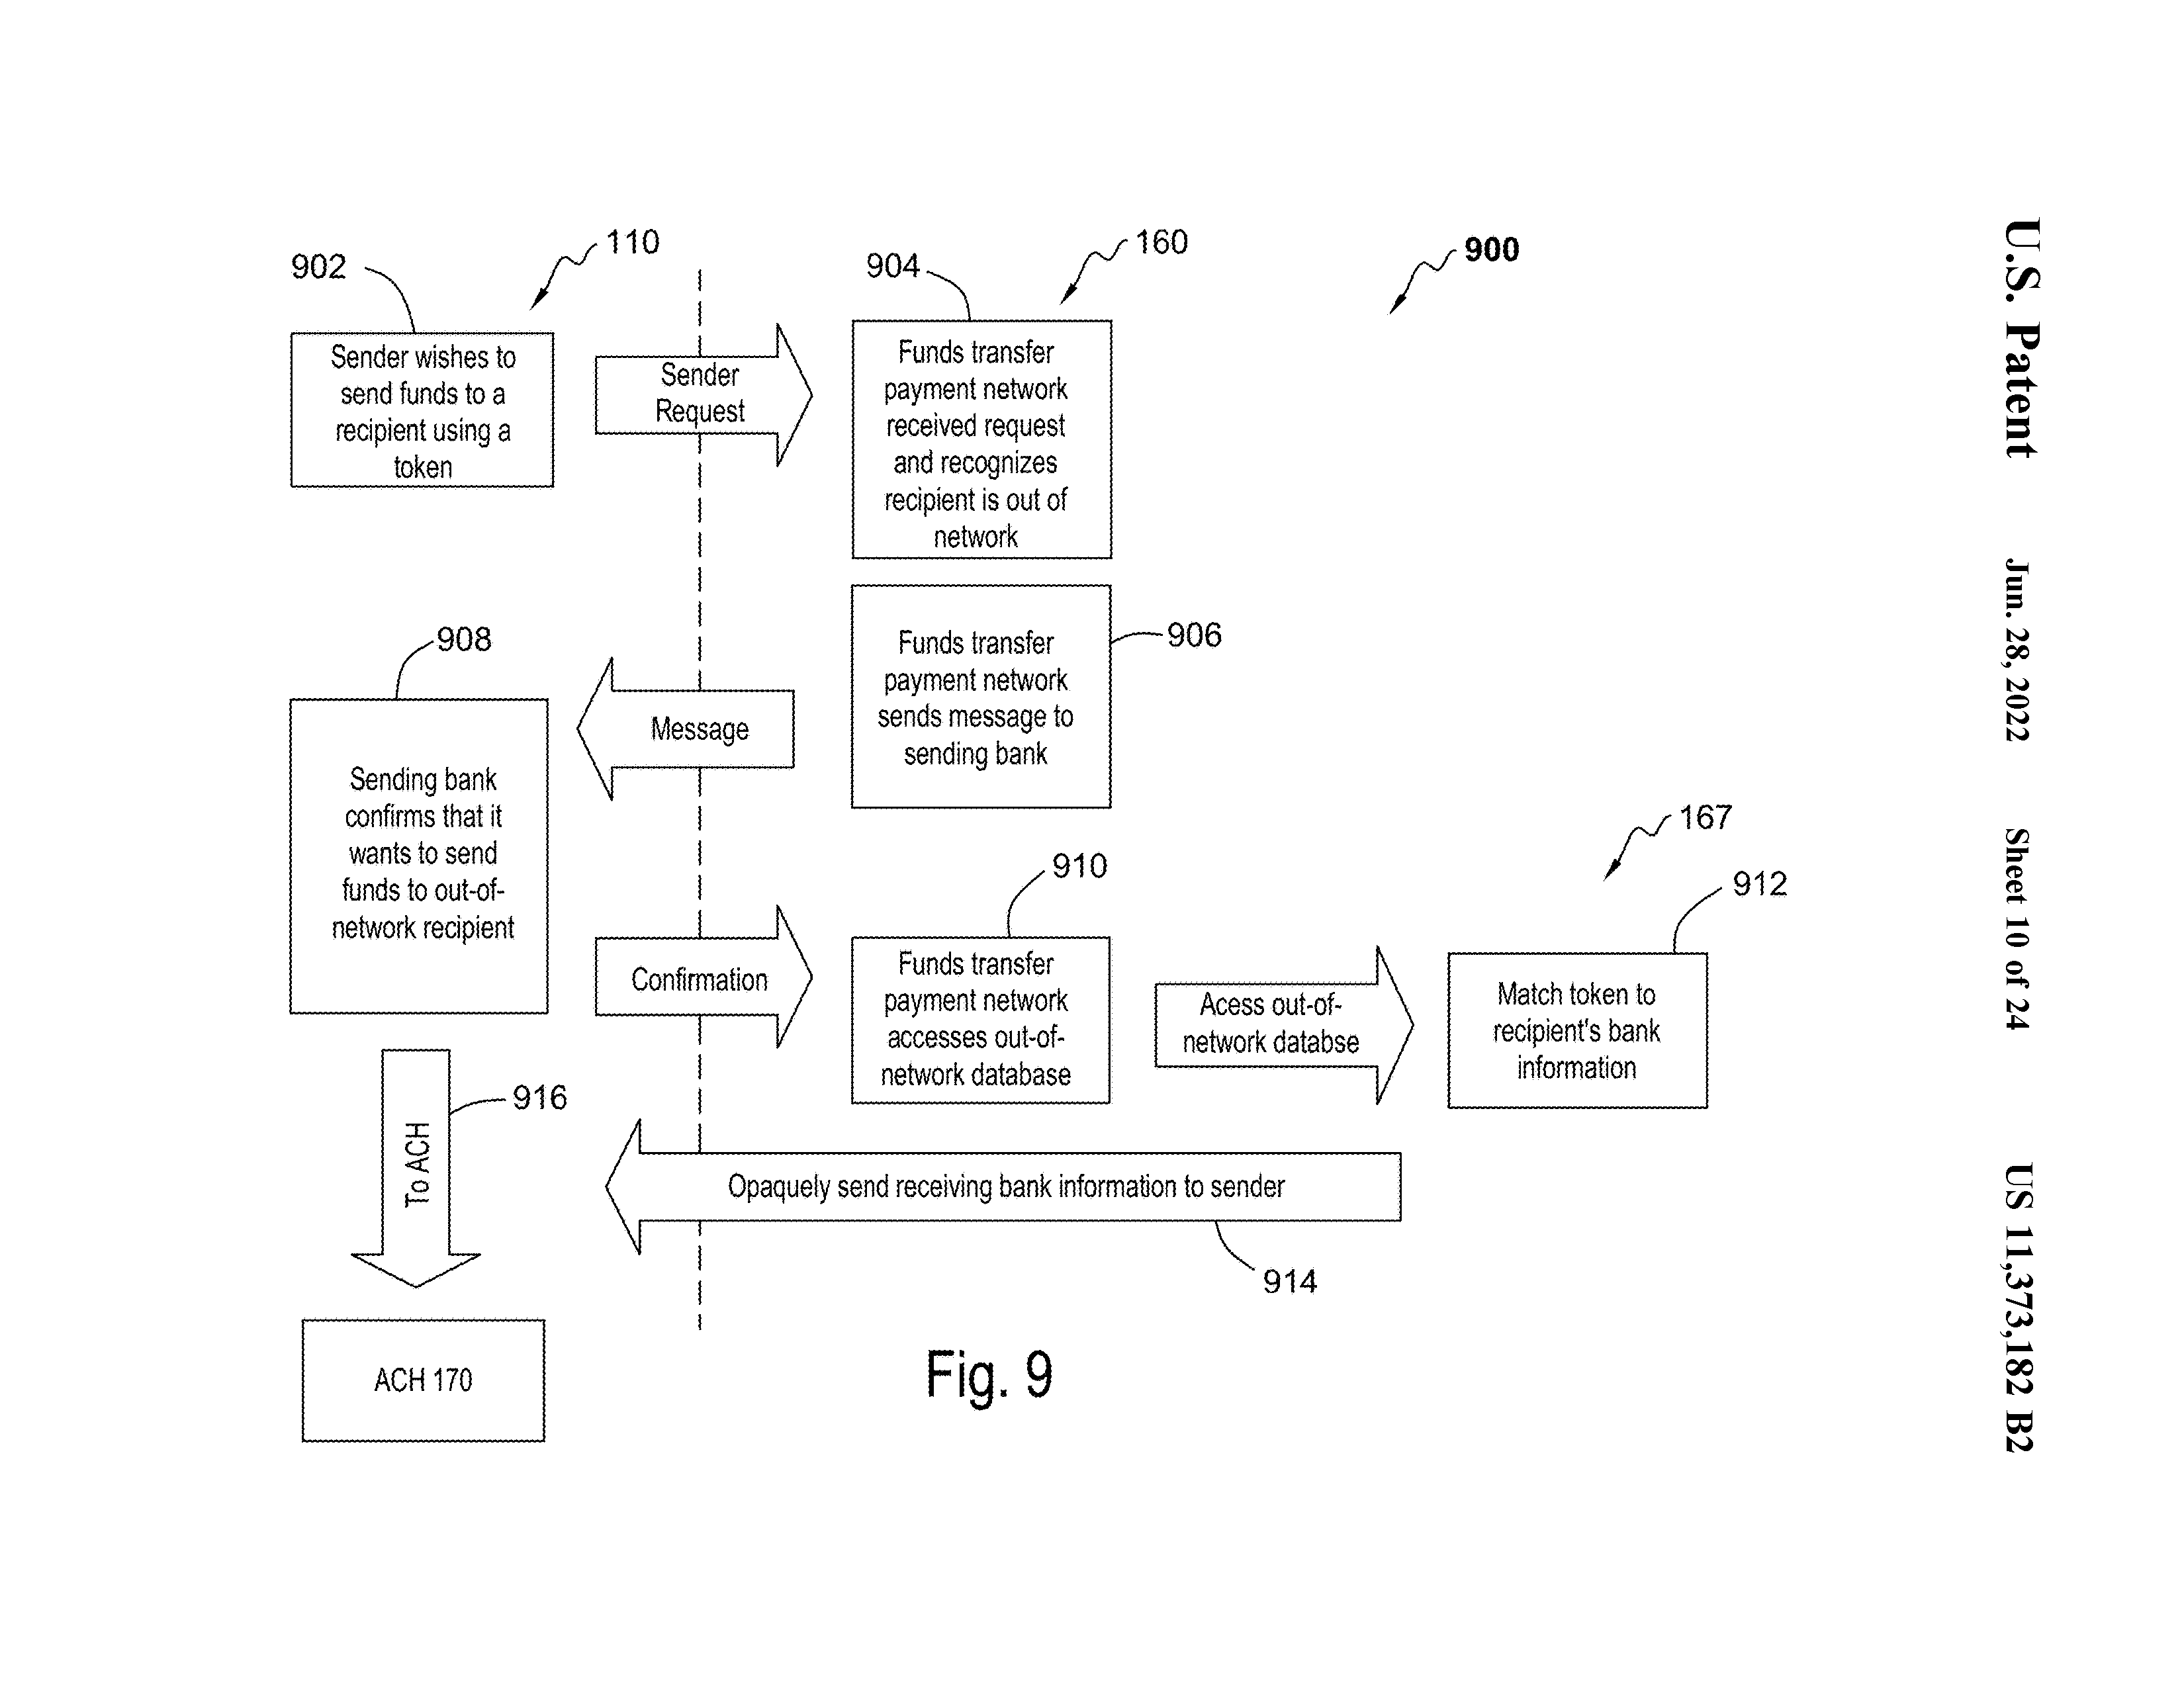 110
160
900
902
904
Sender wishes to
send funds to a
recipient using a
token
Sender
Request
Funds transfer
payment network
received request
and recognizes
recipient is out of
network
908
Message
Funds transfer
payment network
sends message to
sending bank
906
Sending bank
confirms that it
wants to send
funds to out-of-
network recipient
Confirmation
910
Funds transfer
payment network
accesses out-of-
network database
Acess out-of-
network databse
167
912
Match token to
recipient's bank
information
To ACH
916
Opaquely send receiving bank information to sender
914
ACH 170
Fig. 9
U.S. Patent
Jun. 28, 2022
Sheet 10 of 24
US 11,373,182 B2